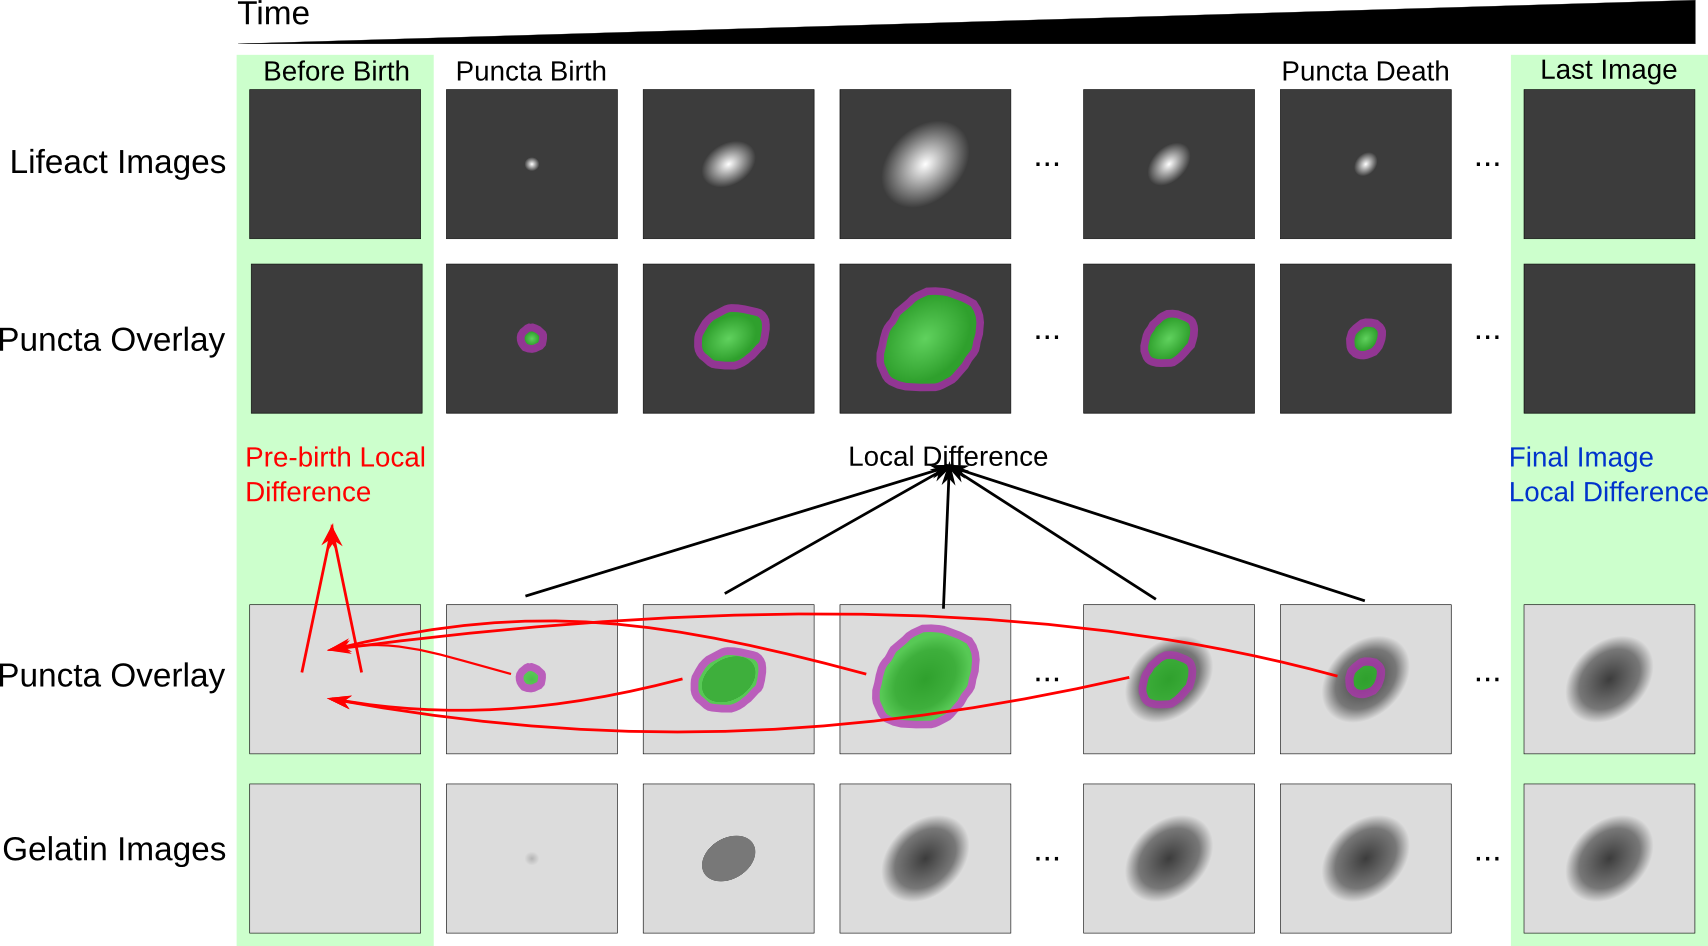 Time
Before Birth
Puncta Birth
Puncta Death
Last Image
Lifeact Images
...
...
Puncta Overlay
...
...
Pre-birth Local
Difference
Local Difference
Final Image
Local Difference
Puncta Overlay
...
...
Gelatin Images
...
...